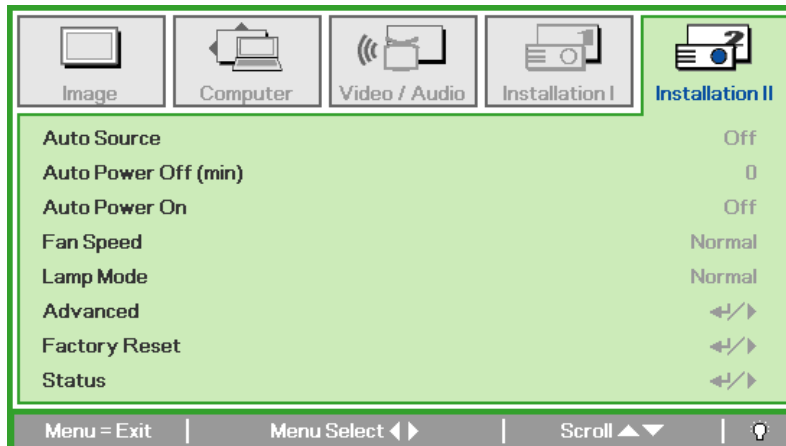 Image Computer Video / Audio Installation I Installation II
Auto Source Off
Auto Power Off (min) 0
Auto Power On Off
Fan Speed Normal
Lamp Mode Normal
Advanced
Factory Reset
Status
Menu = Exit Menu Select Scroll